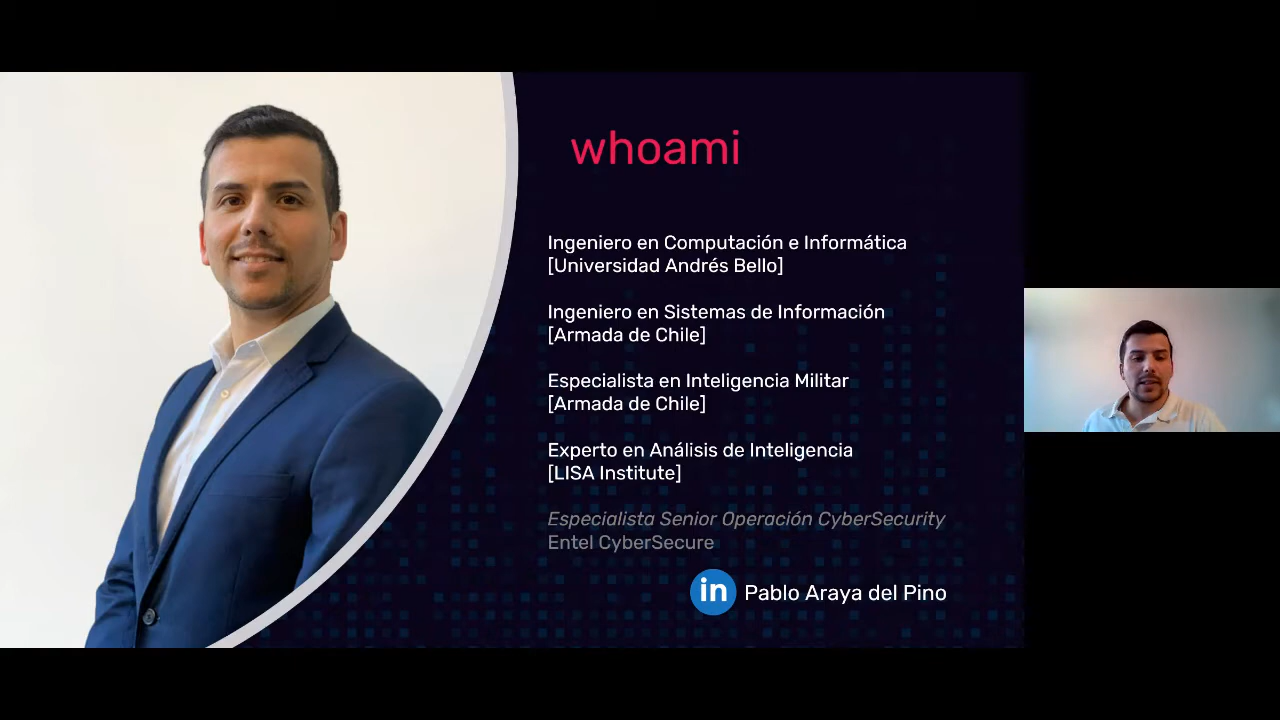 whoami
Ingeniero en Computación e Informática
[Universidad Andrés Bello]
Ingeniero en Sistemas de Información
[Armada de Chile]
Especialista en Inteligencia Militar
[Armada de Chile]
Experto en Análisis de Inteligencia
[LISA Institute]
Especialista Senior Operación CyberSecurity
Entel CyberSecure
in Pablo Araya del Pino